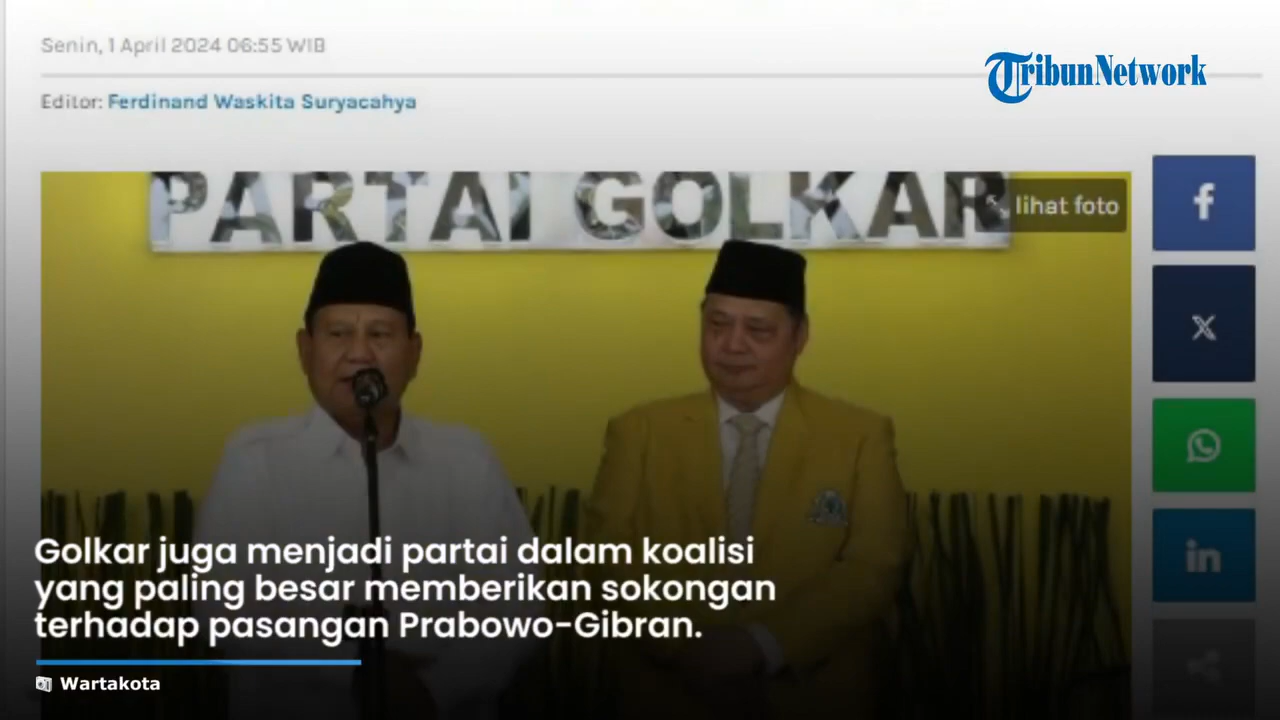 Senin, 1 April 2024 06:55 WIB
TribunNetwork
Editor: Ferdinand Waskita Suryacahya
PARTAI GOLKAR
lihat foto
Golkar juga menjadi partai dalam koalisi
yang paling besar memberikan sokongan
terhadap pasangan Prabowo-Gibran.
Wartakota